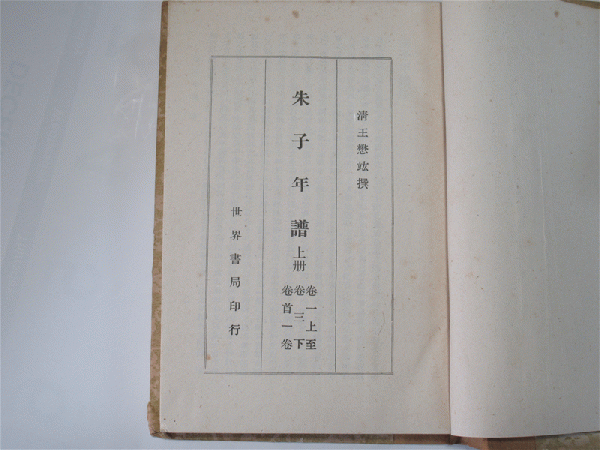 清王懋竑撰
朱子年譜上册
卷一上至
卷三下
卷首一卷
世界書局印行